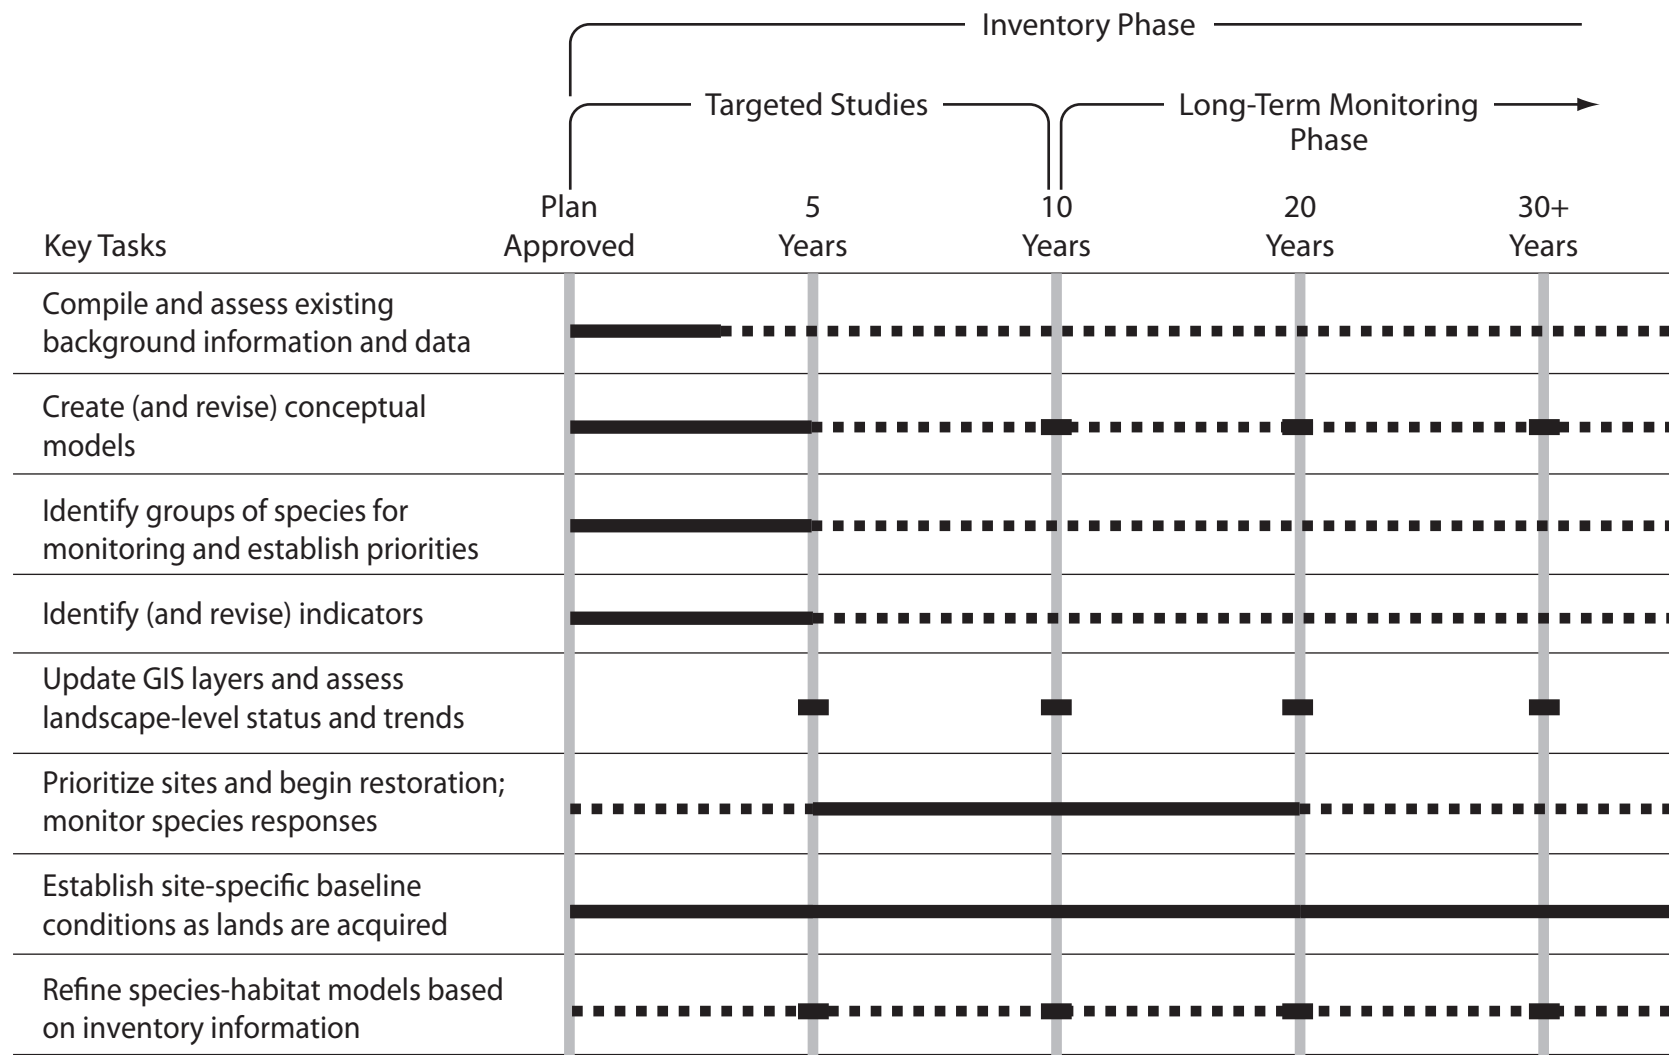 Inventory Phase
Targeted Studies
Long-Term Monitoring
Phase
Key Tasks
Plan
Approved
5
Years
10
Years
20
Years
30+
Years
Compile and assess existing
background information and data
Create (and revise) conceptual
models
Identify groups of species for
monitoring and establish priorities
Identify (and revise) indicators
Update GIS layers and assess
landscape-level status and trends
Prioritize sites and begin restoration;
monitor species responses
Establish site-specific baseline
conditions as lands are acquired
Refine species-habitat models based
on inventory information